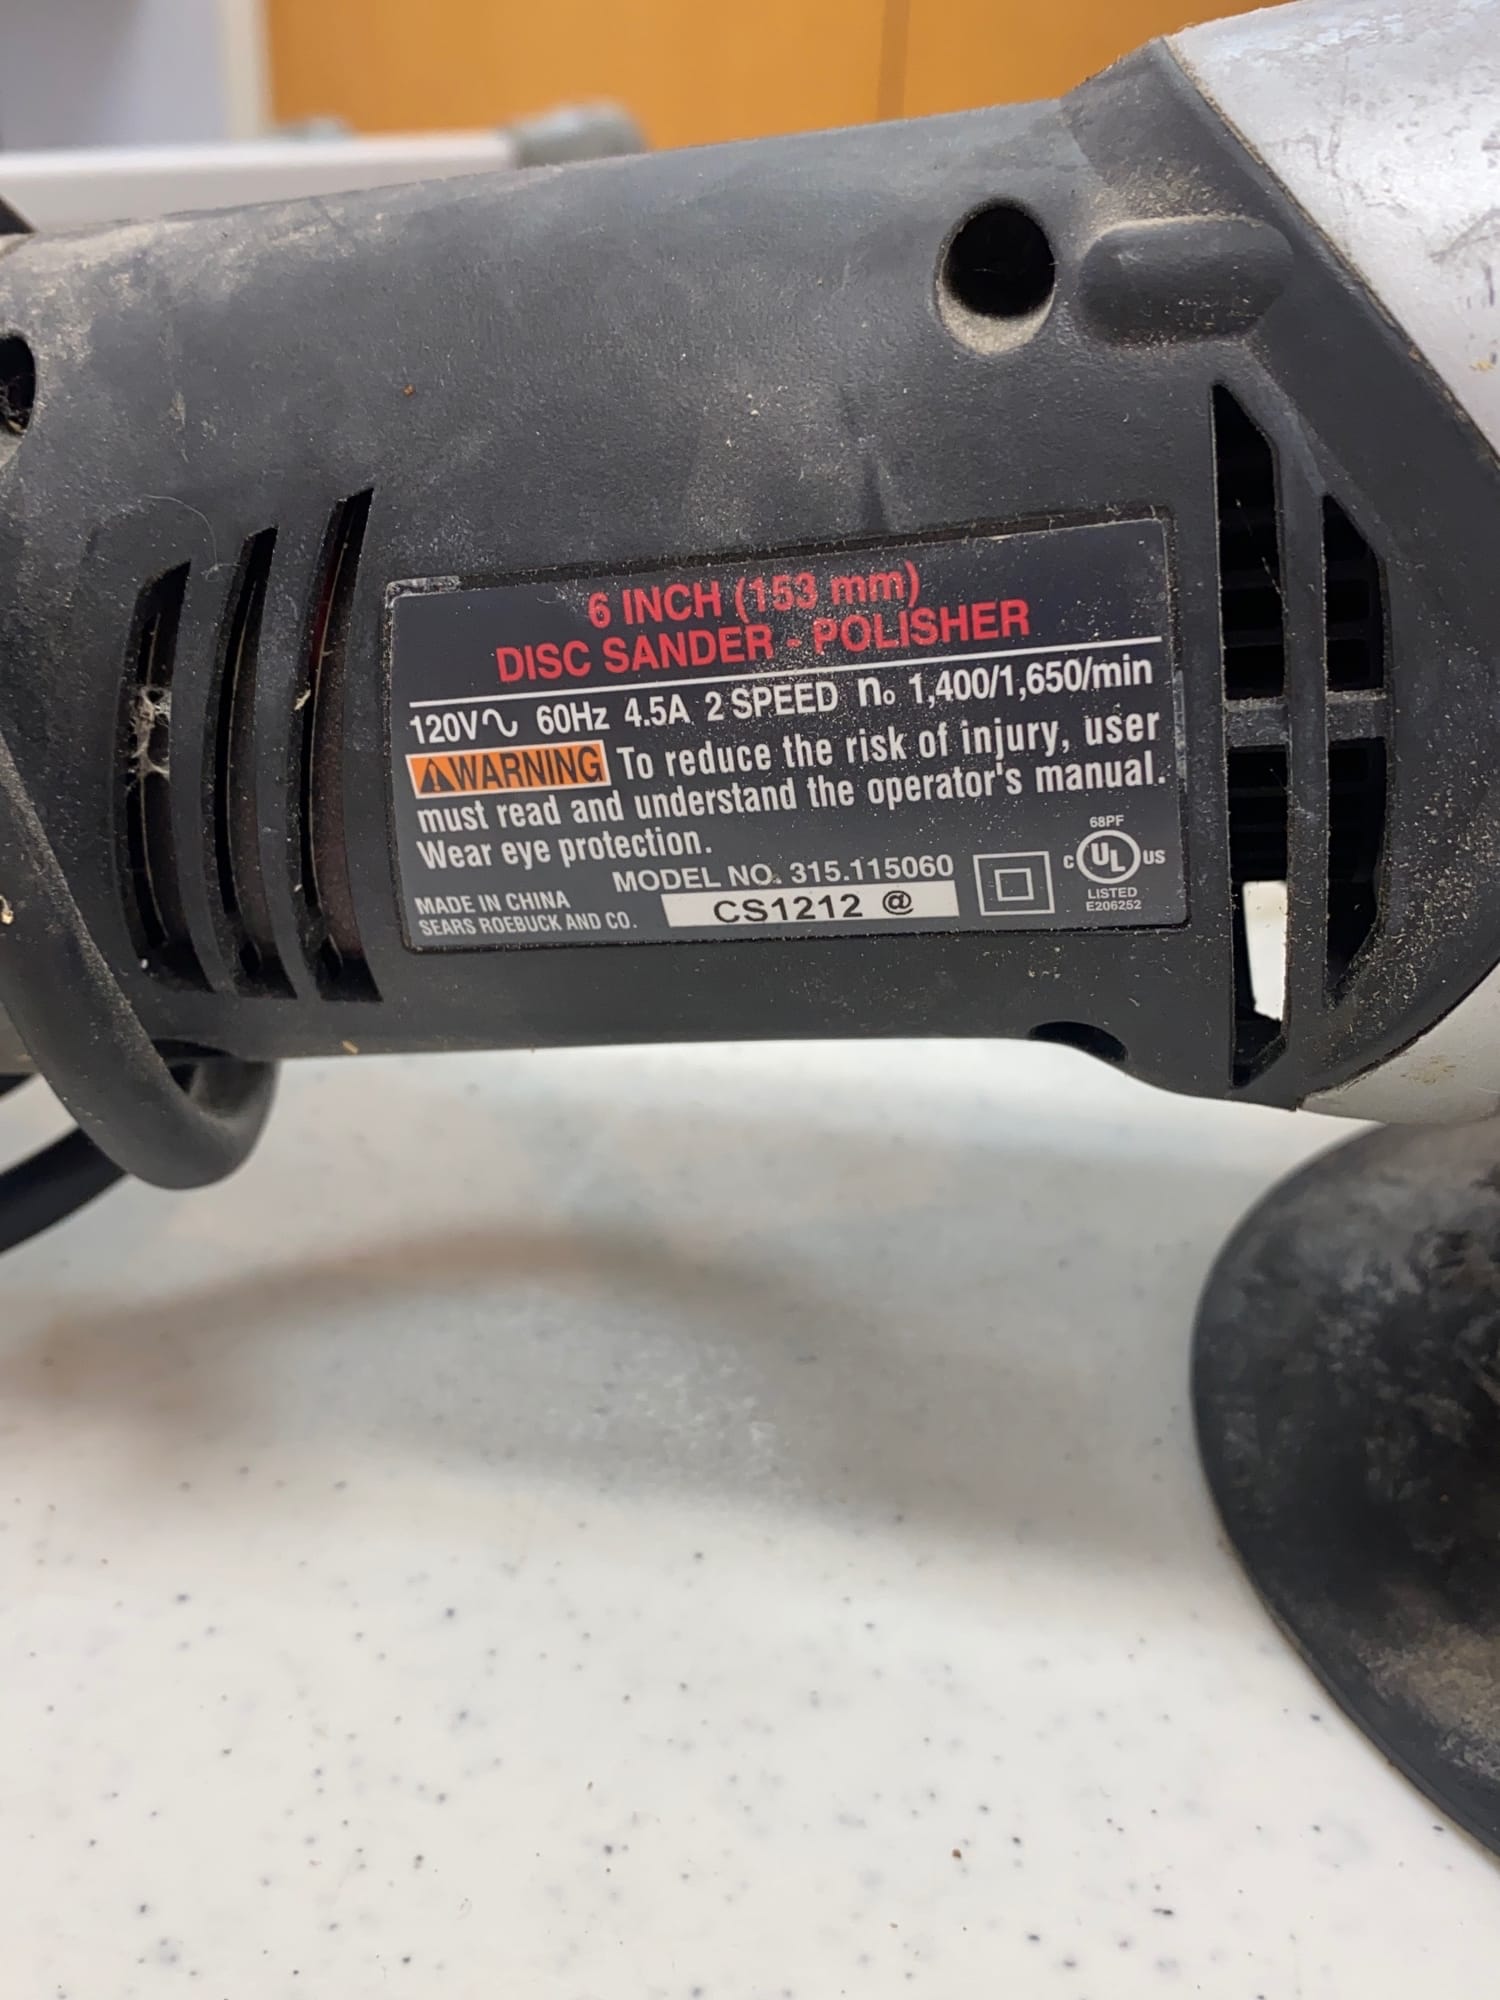 6 INCH (153 mm)
DISC SANDER - POLISHER
120V 60Hz 4.5A 2 SPEED no 1,400/1,650/min
WARNING To reduce the risk of injury, user
must read and understand the operator's manual.
Wear eye protection.
MODEL NO. 315.115060
MADE IN CHINA
SEARS ROEBUCK AND CO.
CS1212 @
68PF
C UL US
LISTED
E206252